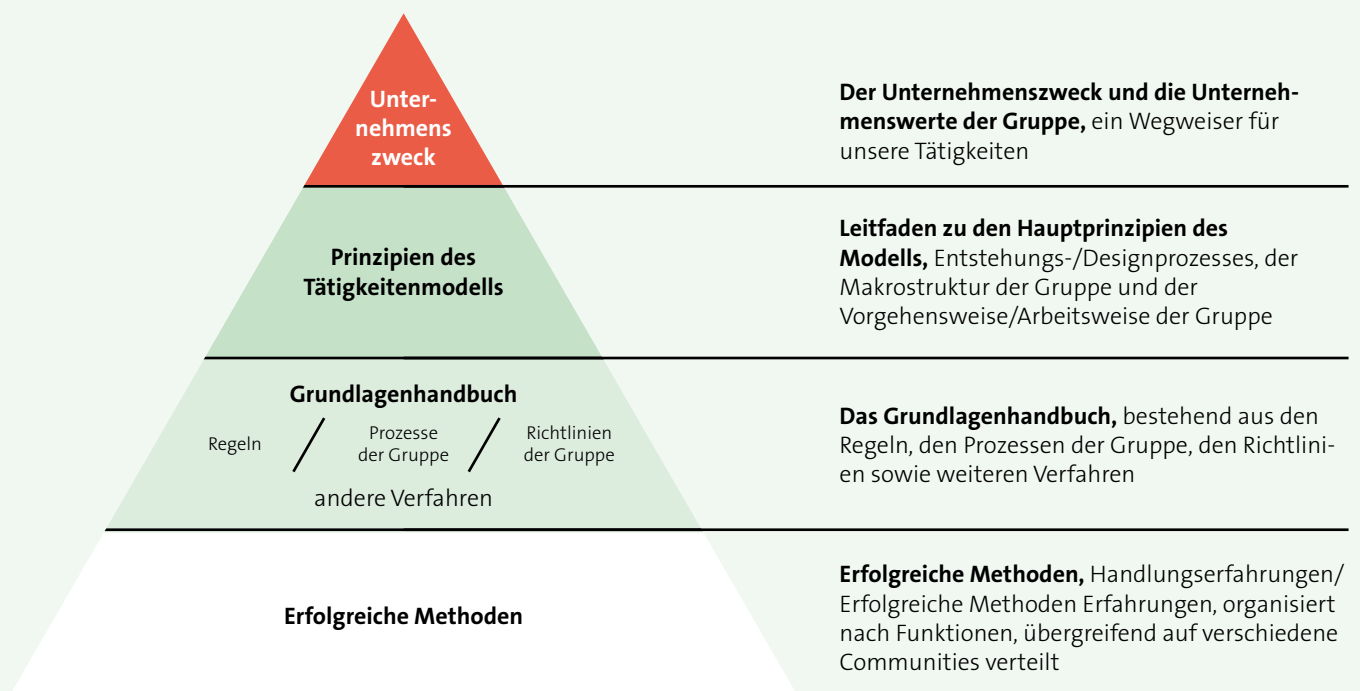 Unter-
nehmens
zweck
Der Unternehmenszweck und die Unterneh-
menswerte der Gruppe, ein Wegweiser für
unsere Tätigkeiten
Prinzipien des
Tätigkeitenmodells
Leitfaden zu den Hauptprinzipien des
Modells, Entstehungs-/Designprozesses, der
Makrostruktur der Gruppe und der
Vorgehensweise/Arbeitsweise der Gruppe
Grundlagenhandbuch
Regeln
Prozesse
der Gruppe
Richtlinien
der Gruppe
andere Verfahren
Das Grundlagenhandbuch, bestehend aus den
Regeln, den Prozessen der Gruppe, den Richtlini-
en sowie weiteren Verfahren
Erfolgreiche Methoden
Erfolgreiche Methoden, Handlungserfahrungen/
Erfolgreiche Methoden Erfahrungen, organisiert
nach Funktionen, übergreifend auf verschiedene
Communities verteilt